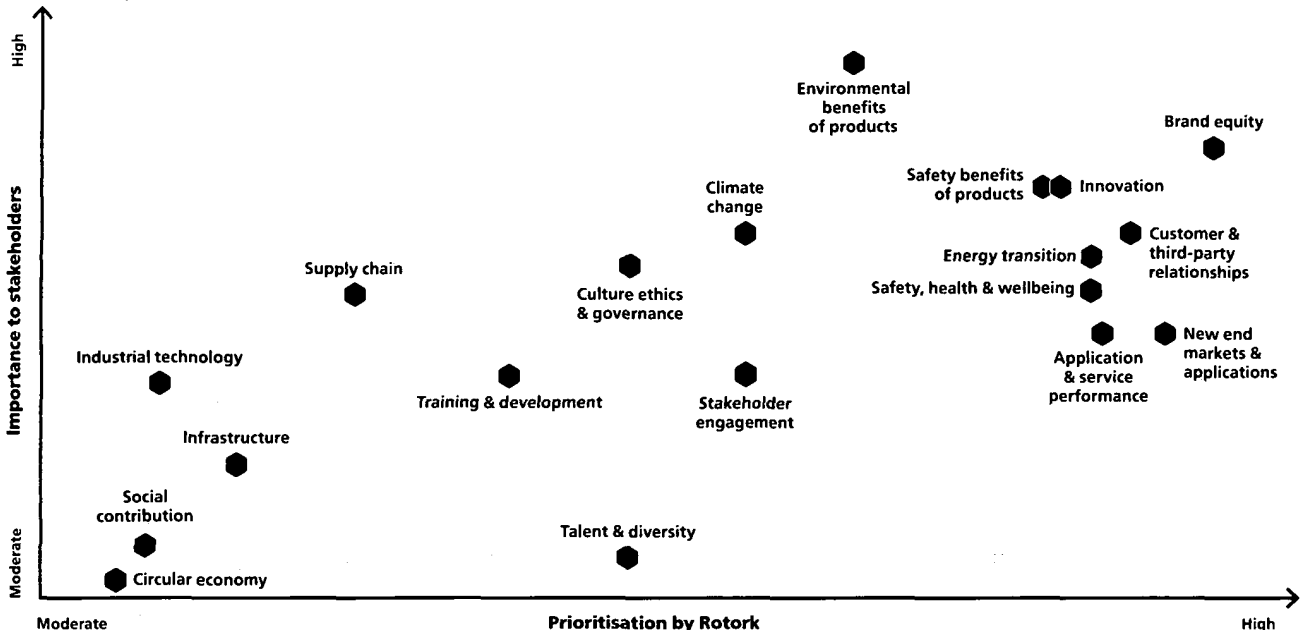 High
Environmental
benefits
of products
Brand equity
Safety benefits
of products
Innovation
Climate
change
Customer &
third-party
relationships
Energy transition
Supply chain
Culture ethics
& governance
Safety, health & wellbeing
Importance to stakeholders
Industrial technology
New end
markets &
applications
Application
& service
performance
Training & development
Stakeholder
engagement
Infrastructure
Social
contribution
Talent & diversity
Circular economy
Moderate
Moderate
Prioritisation by Rotork
High